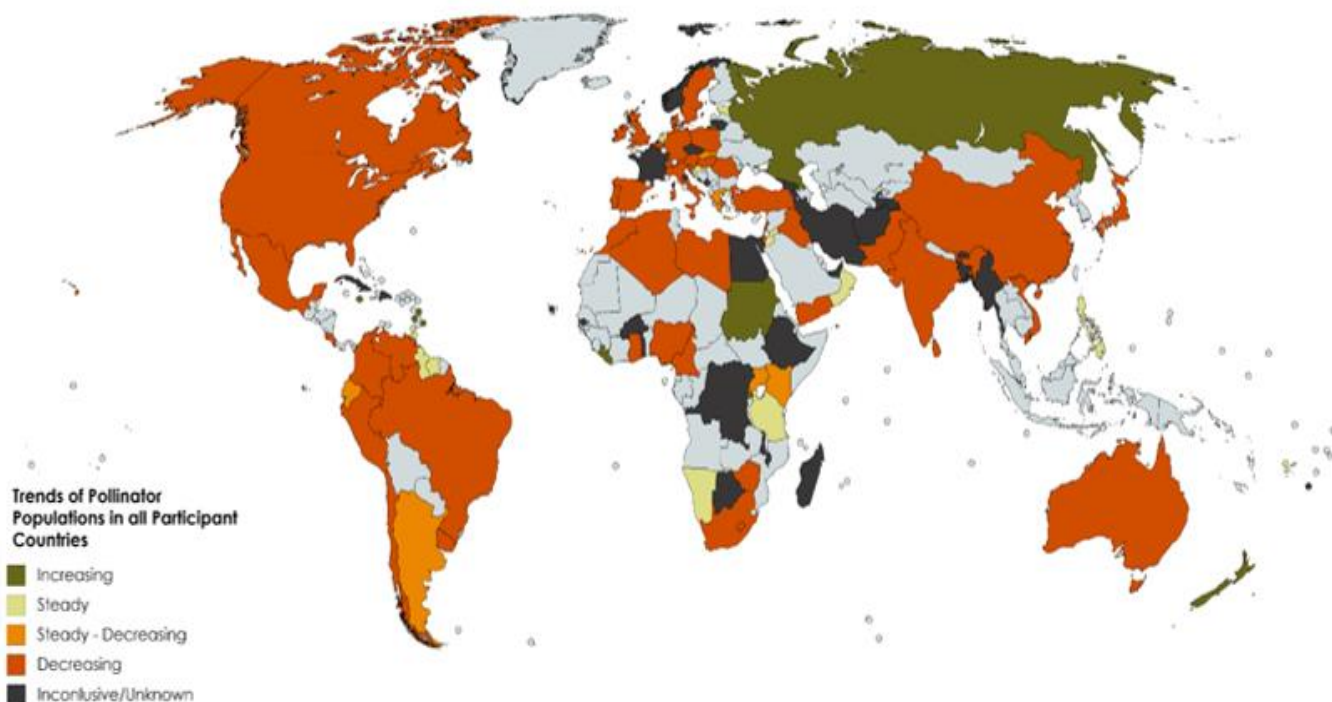 Trends of Pollinator
Populations in all Participant
Countries
Increasing
Steady
Steady - Decreasing
Decreasing
Inconlusive/Unknown